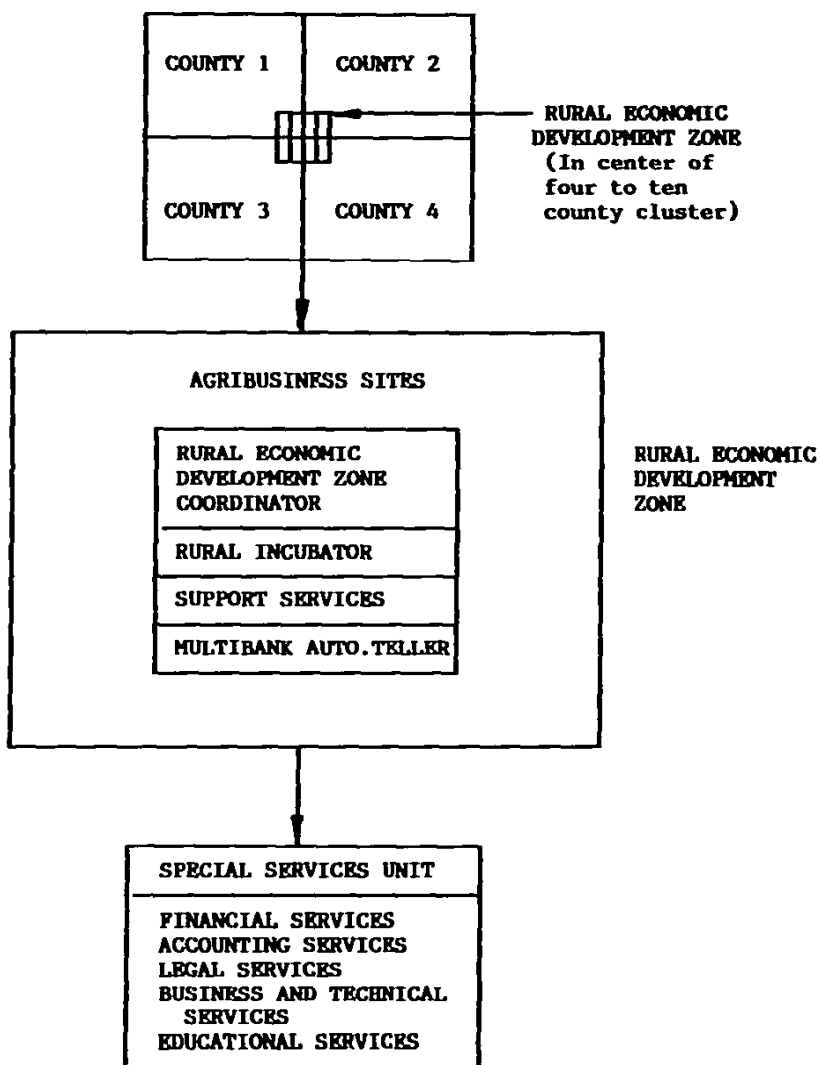 COUNTY 1
COUNTY 2
RURAL ECONOMIC
DEVELOPMENT ZONE
(In center of
four to ten
county cluster)
COUNTY 3
COUNTY 4
AGRIBUSINESS SITES
RURAL ECONOMIC
DEVELOPMENT ZONE
COORDINATOR
RURAL INCUBATOR
SUPPORT SERVICES
MULTIBANK AUTO.TELLER
RURAL ECONOMIC
DEVELOPMENT
ZONE
SPECIAL SERVICES UNIT
FINANCIAL SERVICES
ACCOUNTING SERVICES
LEGAL SERVICES
BUSINESS AND TECHNICAL
SERVICES
EDUCATIONAL SERVICES